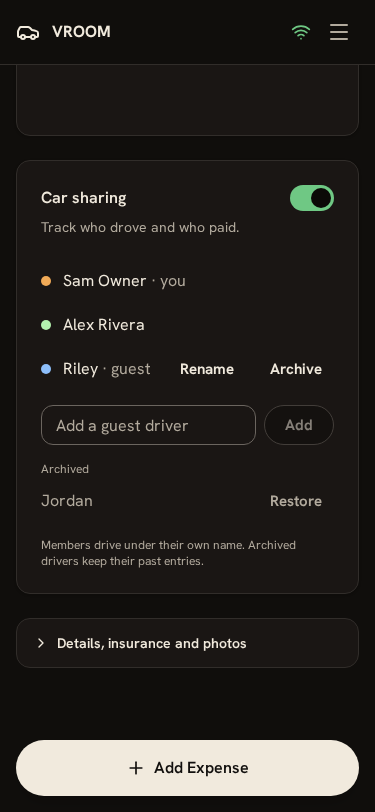 VROOM
Car sharing
Track who drove and who paid.
Sam Owner · you
Alex Rivera
Riley · guest Rename Archive
Add a guest driver Add
Archived
Jordan Restore
Members drive under their own name. Archived
drivers keep their past entries.
Details, insurance and photos
Add Expense